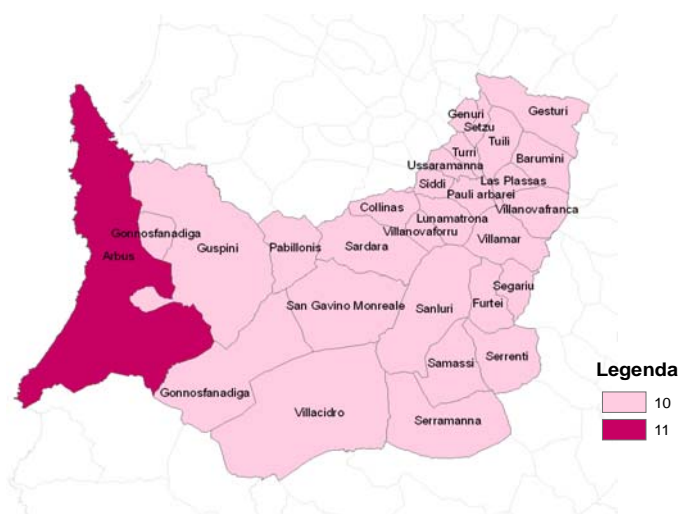 Genuri
Gesturi
Setzu
Tuili
Turri
Barumini
Ussaramanna
Siddi
Las Plassas
Pauli arbarei
Collinas
Lunamatrona
Villanovafranca
Gonnosfanadiga
Guspini
Pabillonis
Sardara
Villanovaforru
Villamar
Arbus
Segariu
San Gavino Monreale
Sanluri
Furtei
Samassi
Serrenti
Legenda
10
11
Gonnosfanadiga
Villacidro
Serramanna